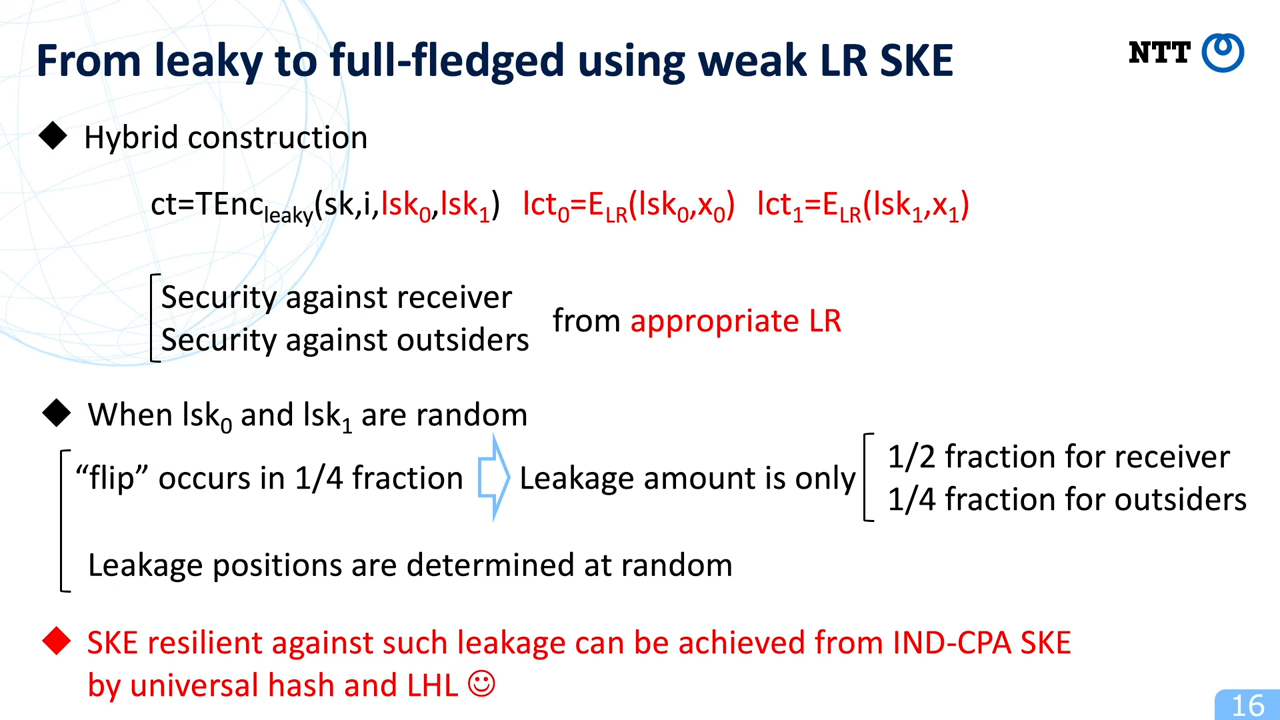 From leaky to full-fledged using weak LR SKE
NTT
◆ Hybrid construction
ct=TEnc_leaky(sk,i,lsk₀,lsk₁) lct₀=E_LR(lsk₀,x₀) lct₁=E_LR(lsk₁,x₁)
Security against receiver
Security against outsiders
from appropriate LR
◆ When lsk₀ and lsk₁ are random
“flip” occurs in 1/4 fraction
Leakage amount is only
1/2 fraction for receiver
1/4 fraction for outsiders
Leakage positions are determined at random
◆ SKE resilient against such leakage can be achieved from IND-CPA SKE
by universal hash and LHL ☺
16